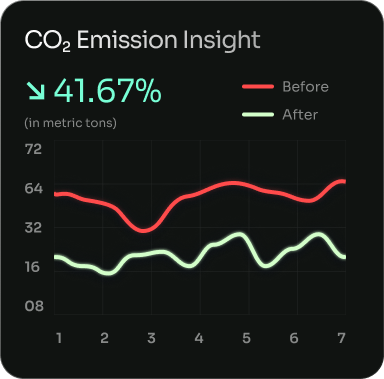 CO₂ Emission Insight
↘ 41.67%
Before
(in metric tons)
After
72
64
32
16
08
1 2 3 4 5 6 7